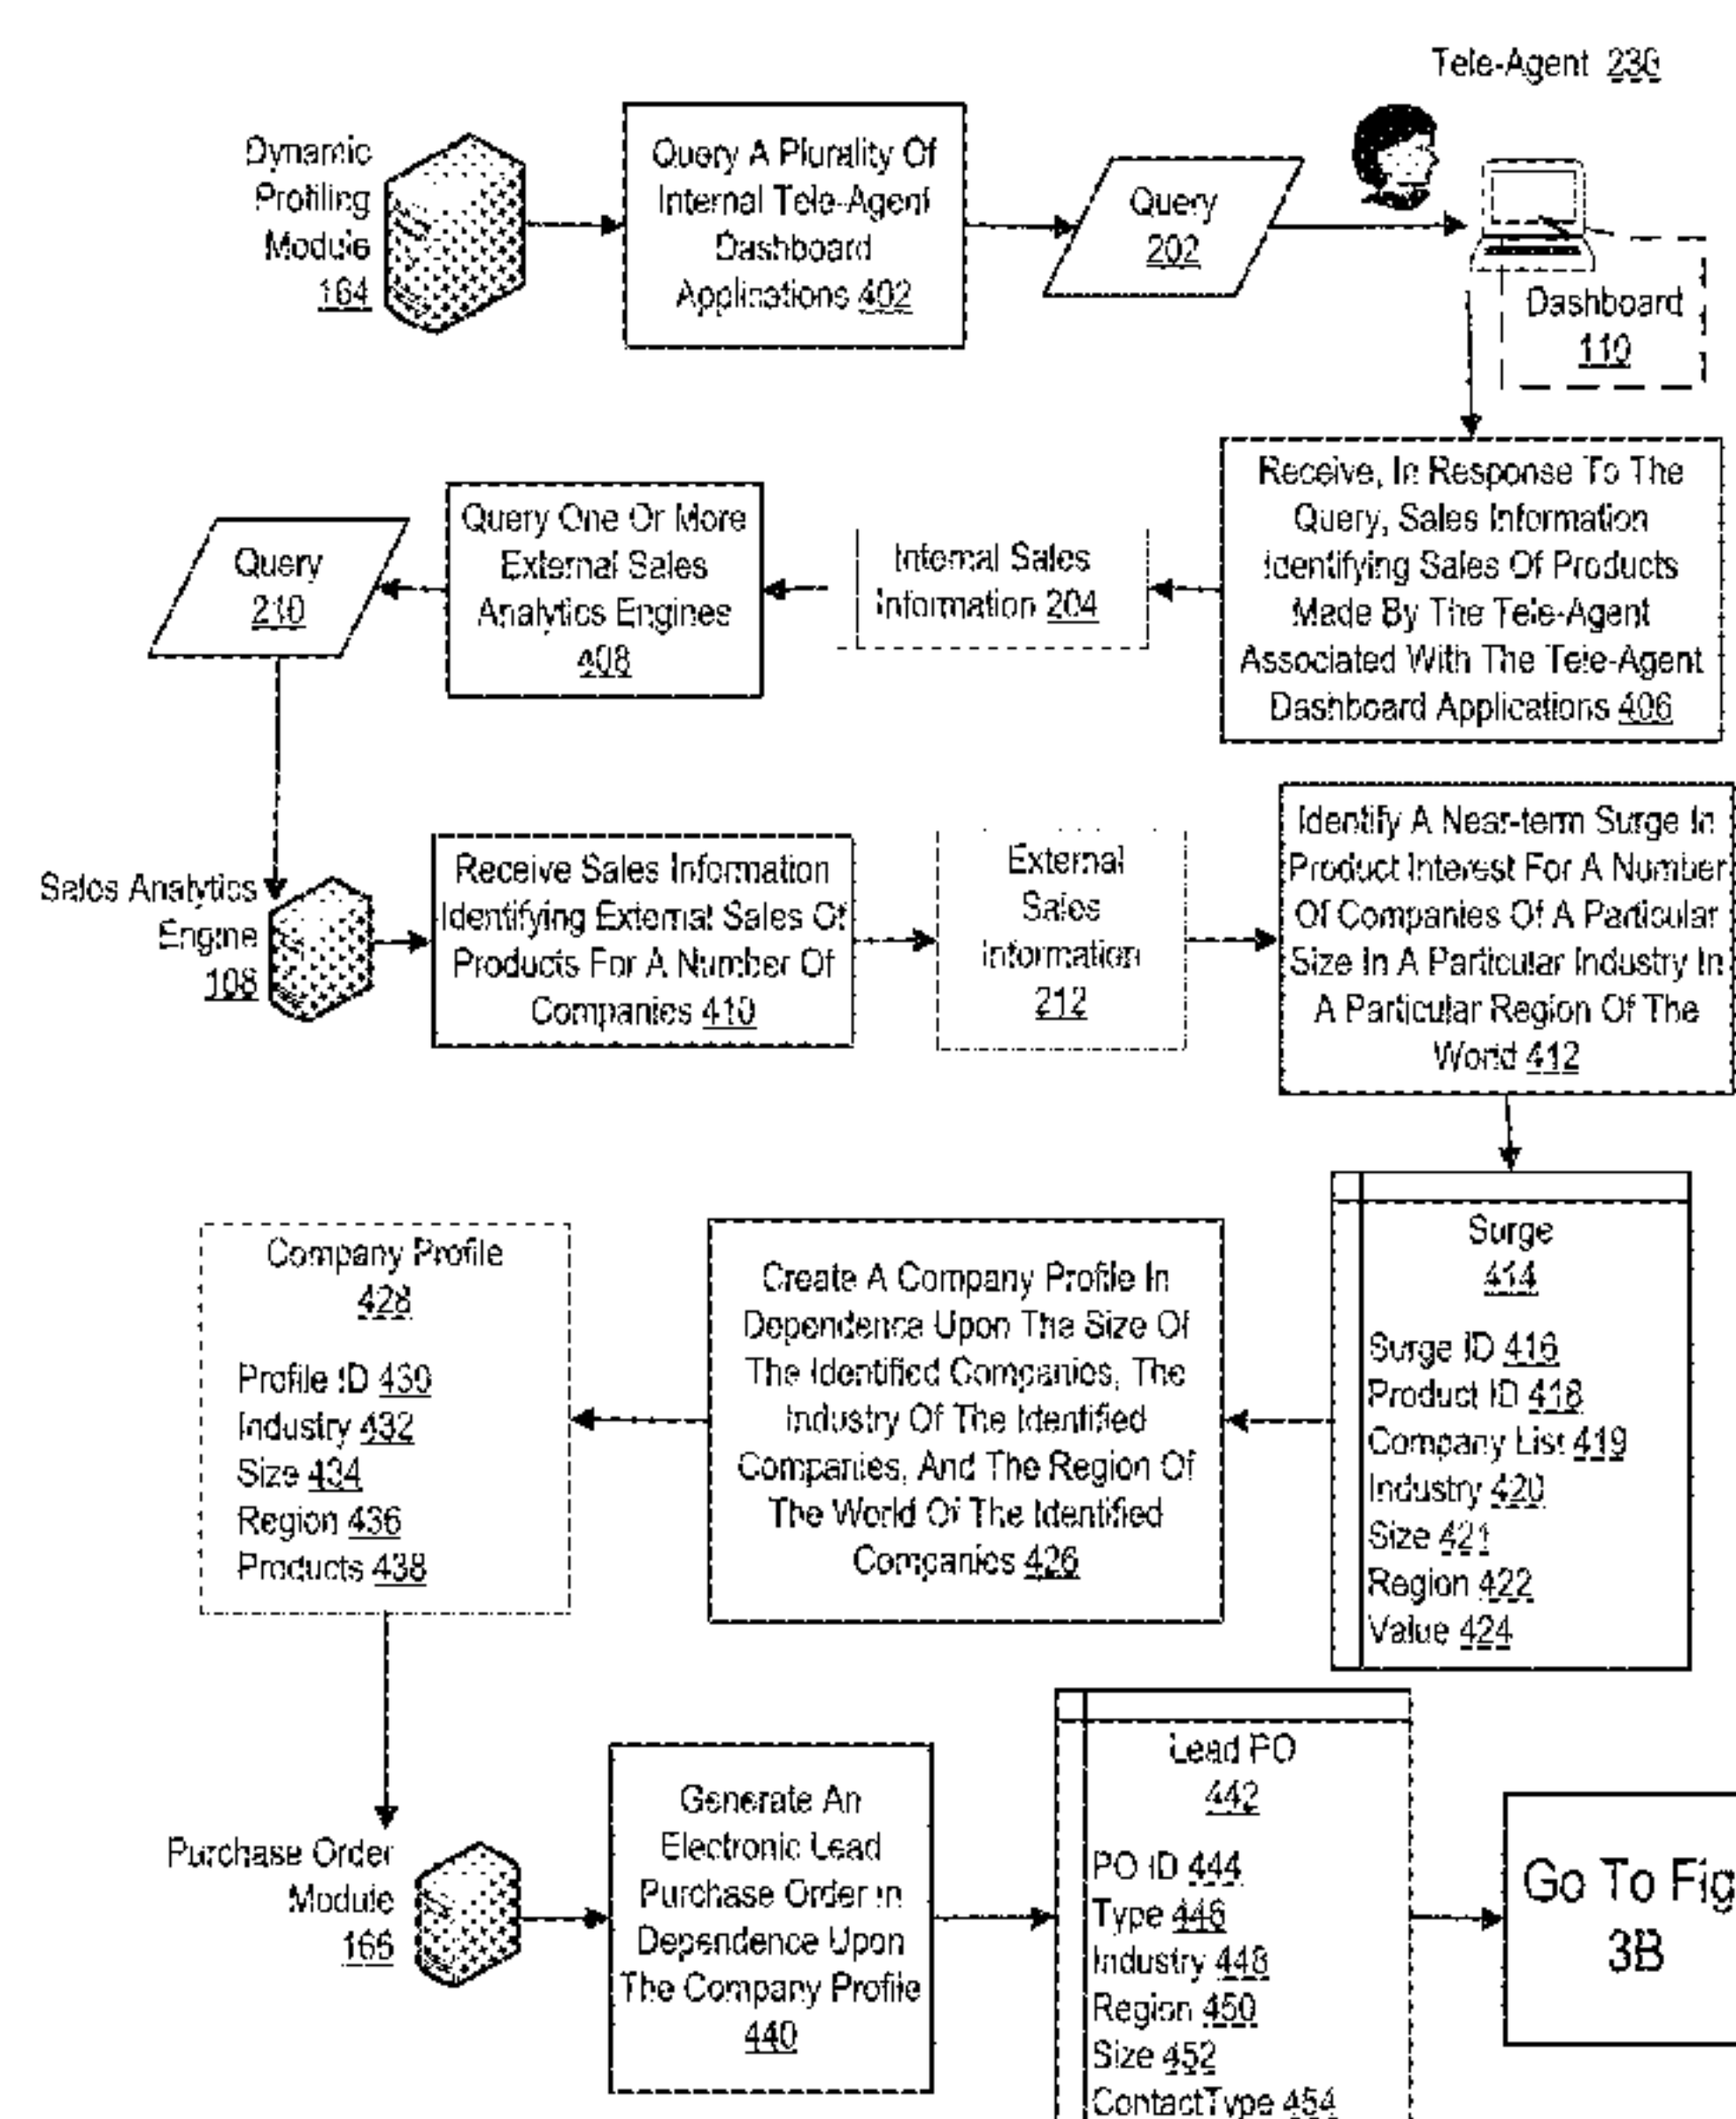 Tele-Agent 230
Dynamic
Profiling
Module
164
Query A Plurality Of
Internal Tele-Agent
Dashboard
Applications 402
Query
202
Dashboard
110
Receive, In Response To The
Query, Sales Information
Identifying Sales Of Products
Made By The Tele-Agent
Associated With The Tele-Agent
Dashboard Applications 406
Internal Sales
Information 204
Query One Or More
External Sales
Analytics Engines
408
Query
210
Sales Analytics
Engine
108
Receive Sales Information
Identifying External Sales Of
Products For A Number Of
Companies 410
External
Sales
Information
212
Identify A Near-term Surge In
Product Interest For A Number
Of Companies Of A Particular
Size In A Particular Industry In
A Particular Region Of The
World 412
Surge
414
Surge ID 416
Product ID 418
Company List 419
Industry 420
Size 421
Region 422
Value 424
Create A Company Profile In
Dependence Upon The Size Of
The Identified Companies, The
Industry Of The Identified
Companies, And The Region Of
The World Of The Identified
Companies 426
Company Profile
428
Profile ID 430
Industry 432
Size 434
Region 436
Products 438
Purchase Order
Module
166
Generate An
Electronic Lead
Purchase Order in
Dependence Upon
The Company Profile
440
Lead PO
442
PO ID 444
Type 446
Industry 448
Region 450
Size 452
ContactType 454
Go To Fig
3B